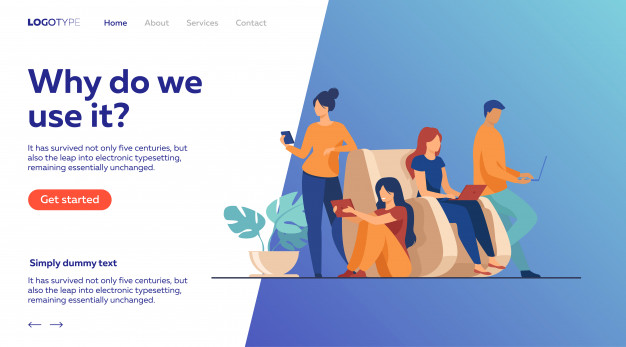 LOGOTYPE Home About Services Contact
Why do we
use it?
It has survived not only five centuries, but
also the leap into electronic typesetting,
remaining essentially unchanged.
Get started
Simply dummy text
It has survived not only five centuries, but
also the leap into electronic typesetting,
remaining essentially unchanged.